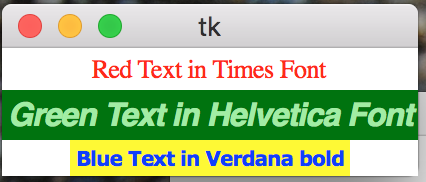 tk
Red Text in Times Font
Green Text in Helvetica Font
Blue Text in Verdana bold